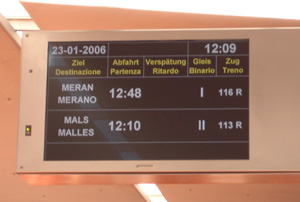 23-01-2006 12:09
Ziel Abfahrt Verspätung Gleis Zug
Destinazione Partenza Ritardo Binario Treno
MERAN
MERANO 12:48 I 116 R
MALS
MALLES 12:10 II 113 R